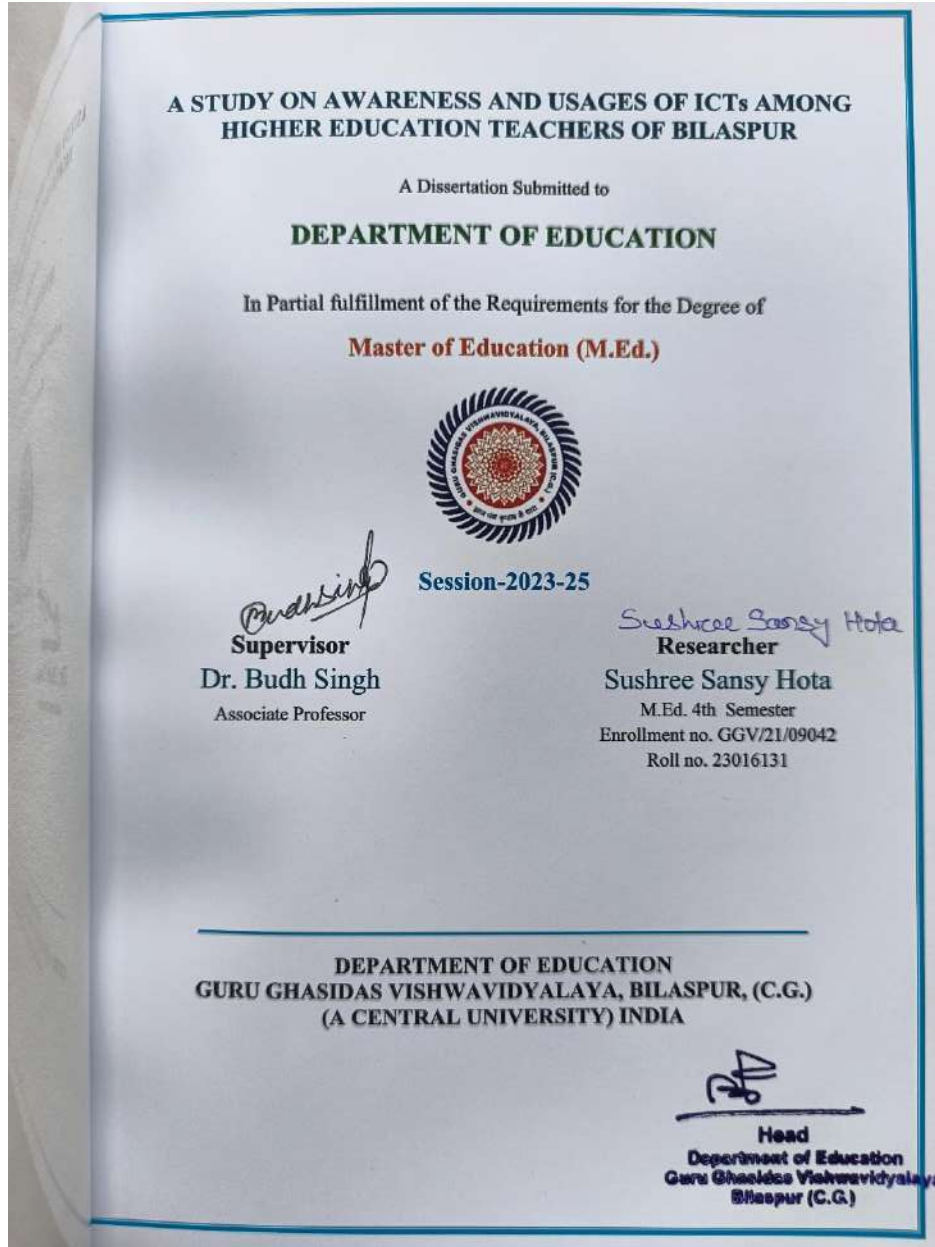 A STUDY ON AWARENESS AND USAGES OF ICTs AMONG
HIGHER EDUCATION TEACHERS OF BILASPUR
A Dissertation Submitted to
DEPARTMENT OF EDUCATION
In Partial fulfillment of the Requirements for the Degree of
Master of Education (M.Ed.)
GURU GHASIDAS VISHWAVIDYALAYA, BILASPUR (C.G.)
Session-2023-25
Budhsingh
Supervisor
Dr. Budh Singh
Associate Professor
Sushree Sansy Hota
Researcher
Sushree Sansy Hota
M.Ed. 4th Semester
Enrollment no. GGV/21/09042
Roll no. 23016131
DEPARTMENT OF EDUCATION
GURU GHASIDAS VISHWAVIDYALAYA, BILASPUR, (C.G.)
(A CENTRAL UNIVERSITY) INDIA
Head
Department of Education
Guru Ghasidas Vishwavidyalaya
Bilaspur (C.G.)